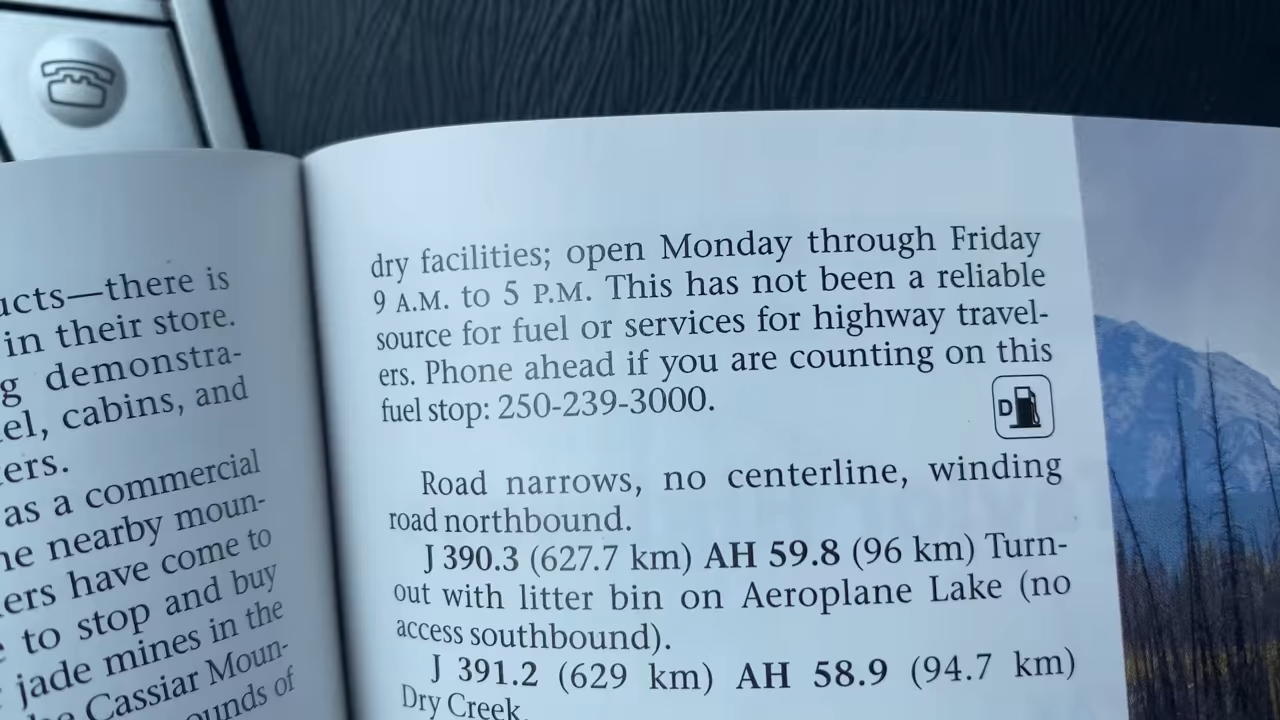 ucts—there is
in their store.
g demonstra-
el, cabins, and
ers.
as a commercial
he nearby moun-
ers have come to
to stop and buy
jade mines in the
he Cassiar Moun-
ounds of
dry facilities; open Monday through Friday
9 A.M. to 5 P.M. This has not been a reliable
source for fuel or services for highway travel-
ers. Phone ahead if you are counting on this
fuel stop: 250-239-3000.
D
Road narrows, no centerline, winding
road northbound.
J 390.3 (627.7 km) AH 59.8 (96 km) Turn-
out with litter bin on Aeroplane Lake (no
access southbound).
J 391.2 (629 km) AH 58.9 (94.7 km)
Dry Creek.